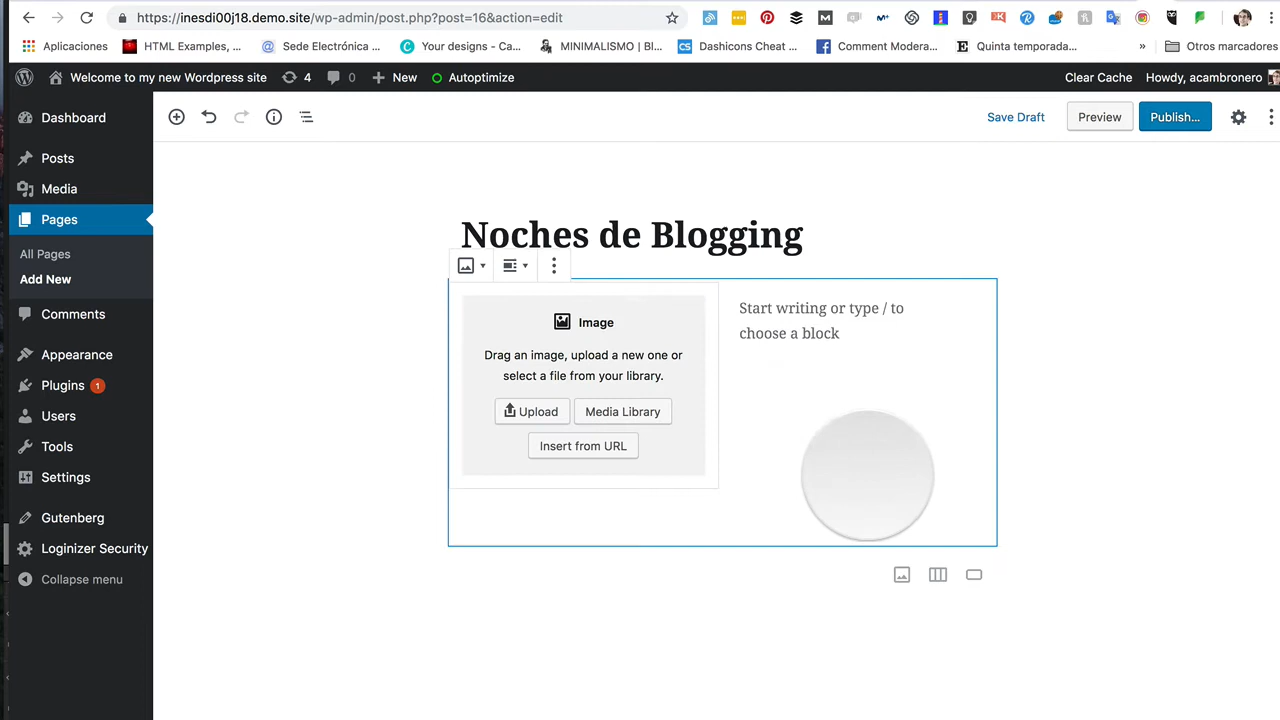 https://inesdi00j18.demo.site/wp-admin/post.php?post=16&action=edit
Aplicaciones HTML Examples, ... Sede Electrónica ... Your designs - Ca... MINIMALISMO | Bl... Dashicons Cheat ... Comment Modera... Quinta temporada... » Otros marcadores
Welcome to my new Wordpress site 4 0 New Autoptimize Clear Cache Howdy, acambronero
Dashboard
Save Draft Preview Publish...
Posts
Media
Pages
All Pages
Add New
Comments
Appearance
Plugins 1
Users
Tools
Settings
Gutenberg
Loginizer Security
Collapse menu
Noches de Blogging
Image
Drag an image, upload a new one or
select a file from your library.
Upload Media Library
Insert from URL
Start writing or type / to
choose a block